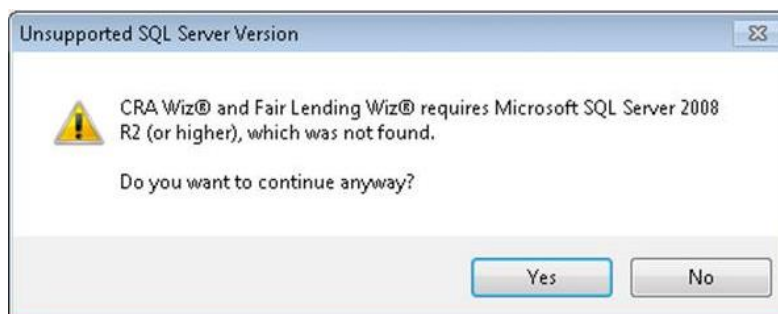 Unsupported SQL Server Version
CRA Wiz® and Fair Lending Wiz® requires Microsoft SQL Server 2008
R2 (or higher), which was not found.
Do you want to continue anyway?
Yes No